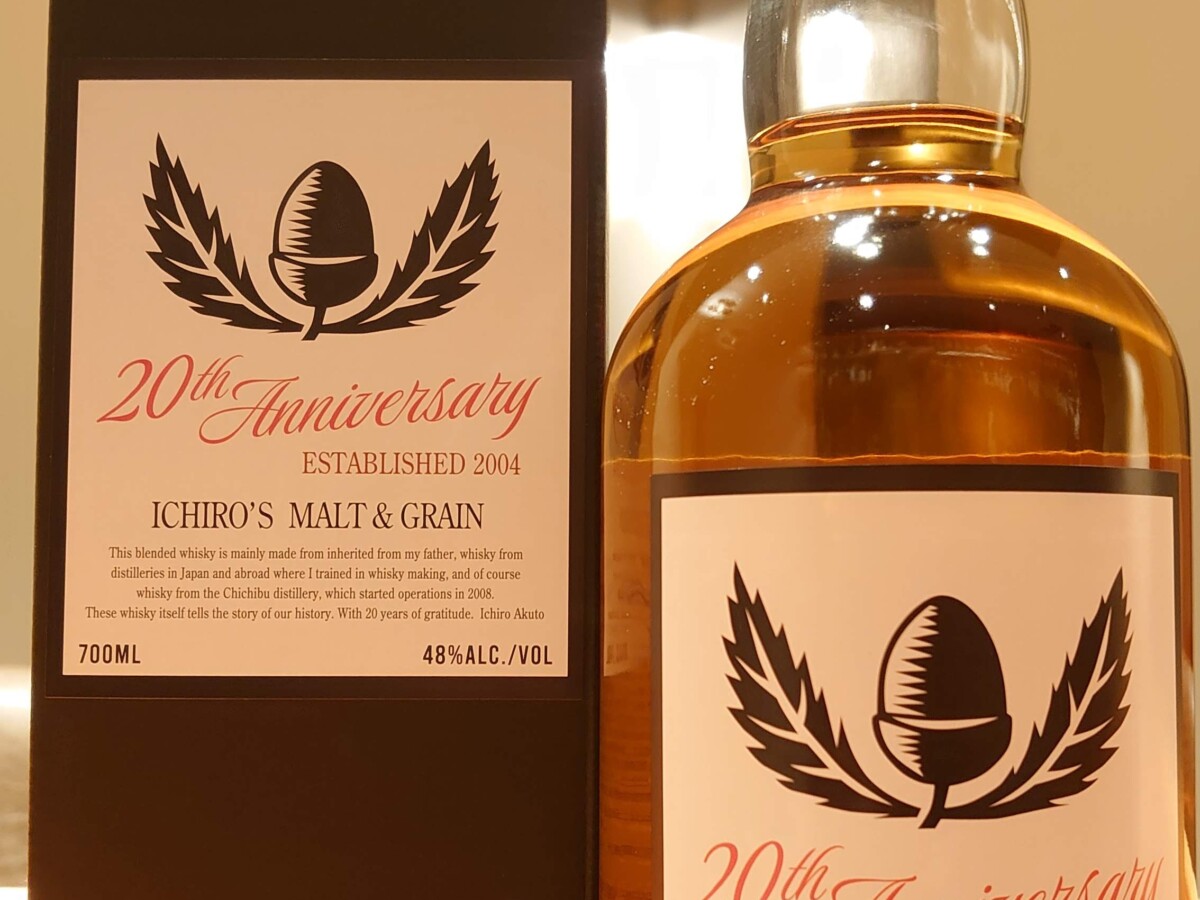 20th Anniversary
ESTABLISHED 2004
ICHIRO'S MALT & GRAIN
This blended whisky is mainly made from inherited from my father, whisky from
distilleries in Japan and abroad where I trained in whisky making, and of course
whisky from the Chichibu distillery, which started operations in 2008.
These whisky itself tells the story of our history. With 20 years of gratitude. Ichiro Akuto
700ML 48%ALC./VOL
20th Anniversary